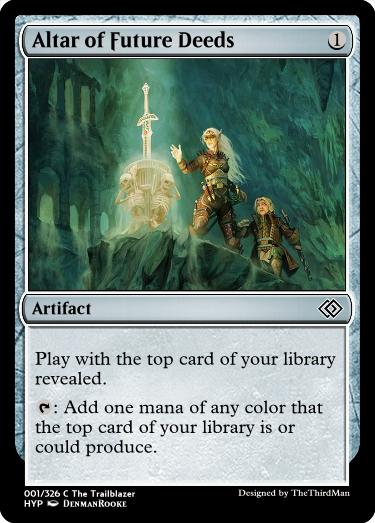 Altar of Future Deeds 1
Artifact
Play with the top card of your library
revealed.
: Add one mana of any color that
the top card of your library is or
could produce.
001/326 C The Trailblazer
Designed by TheThirdMan
HYP DenmanRooke